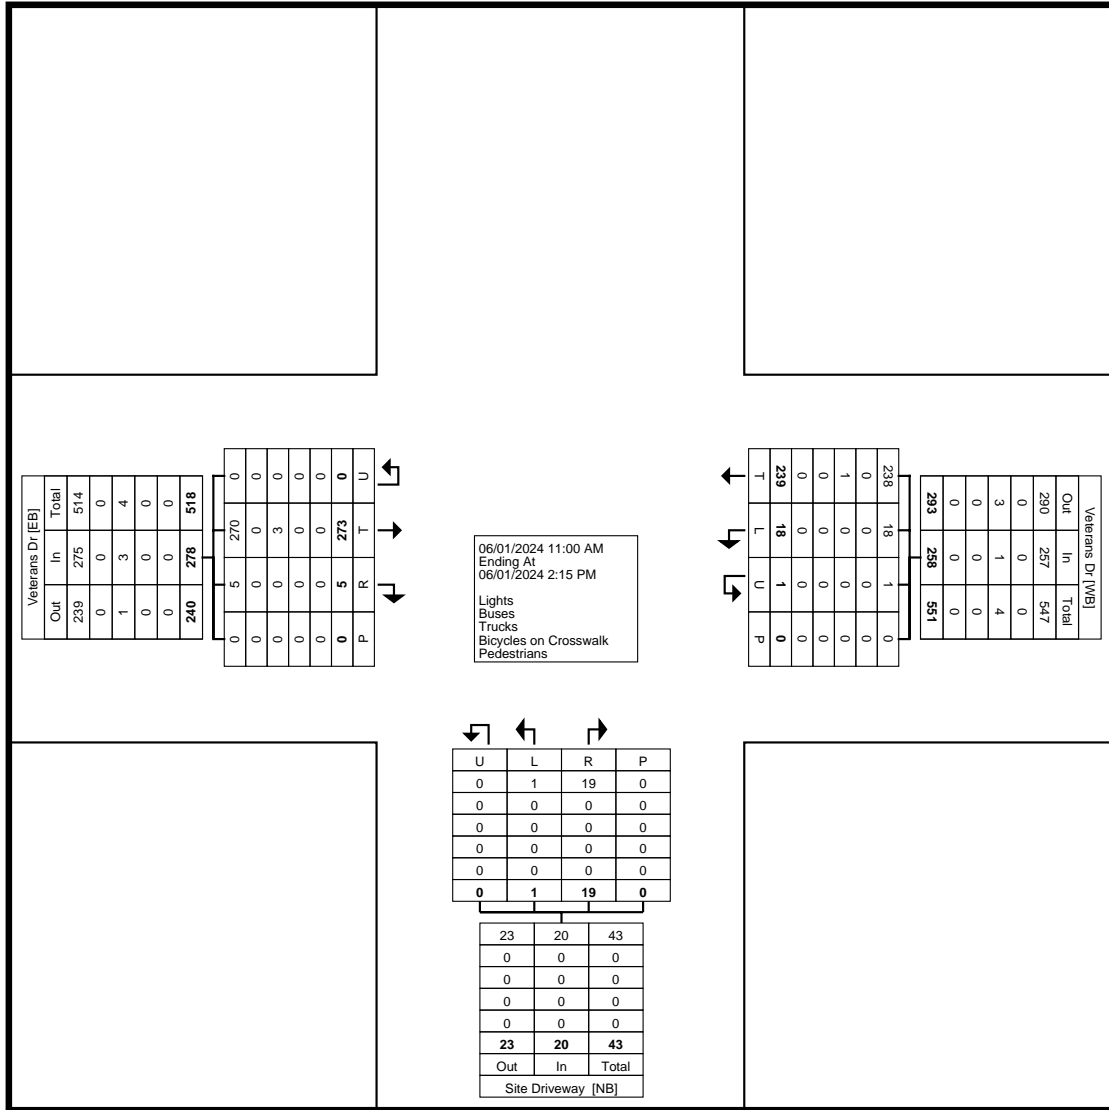 Veterans Dr [EB]
Out In Total
239 275 514
0 0 0
1 3 4
0 0 0
0 0 0
240 278 518
0 5 270 0
0 0 0 0
0 0 3 0
0 0 0 0
0 0 0 0
0 5 273 0
P R T U
06/01/2024 11:00 AM
Ending At
06/01/2024 2:15 PM
Lights
Buses
Trucks
Bicycles on Crosswalk
Pedestrians
Veterans Dr [WB]
Out In Total
290 257 547
0 0 0
3 1 4
0 0 0
0 0 0
293 258 551
238 18 1 0
0 0 0 0
1 0 0 0
0 0 0 0
0 0 0 0
239 18 1 0
T L U P
U L R P
0 1 19 0
0 0 0 0
0 0 0 0
0 0 0 0
0 0 0 0
0 1 19 0
23 20 43
0 0 0
0 0 0
0 0 0
0 0 0
23 20 43
Out In Total
Site Driveway [NB]